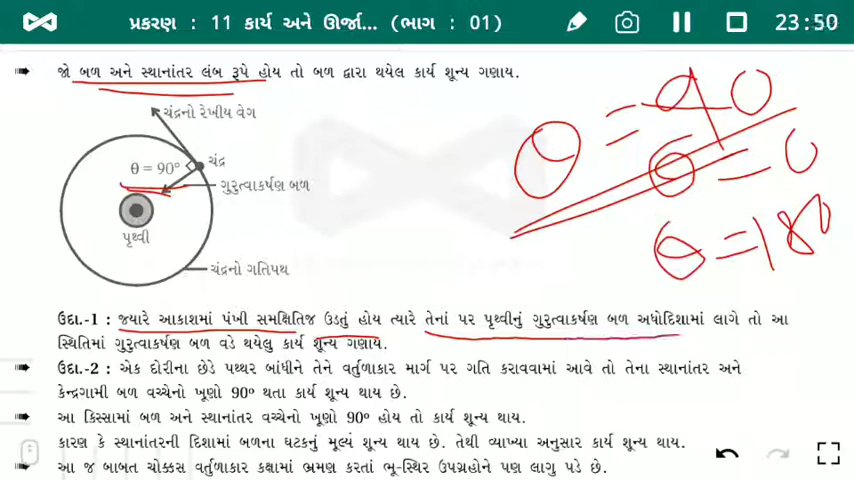 પ્રકરણ : 11 કાર્ય અને ઊર્જા... (ભાગ : 01)
23:50
જો બળ અને સ્થાનાંતર લંબ રૂપે હોય તો બળ દ્વારા થયેલ કાર્ય શૂન્ય ગણાય.
ચંદ્રનો રેખીય વેગ
θ = 90°
ચંદ્ર
ગુરુત્વાકર્ષણ બળ
પૃથ્વી
ચંદ્રનો ગતિપથ
θ = 90
θ = 0
θ = 180
ઉદા.-1 : જયારે આકાશમાં પંખી સમક્ષિતિજ ઉડતું હોય ત્યારે તેનાં પર પૃથ્વીનું ગુરુત્વાકર્ષણ બળ અધોદિશામાં લાગે તો આ
સ્થિતિમાં ગુરુત્વાકર્ષણ બળ વડે થયેલુ કાર્ય શૂન્ય ગણાય.
ઉદા.-2 : એક દોરીના છેડે પથ્થર બાંધીને તેને વર્તુળાકાર માર્ગ પર ગતિ કરાવવામાં આવે તો તેના સ્થાનાંતર અને
કેન્દ્રગામી બળ વચ્ચેનો ખૂણો 90° થતા કાર્ય શૂન્ય થાય છે.
આ કિસ્સામાં બળ અને સ્થાનાંતર વચ્ચેનો ખૂણો 90° હોય તો કાર્ય શૂન્ય થાય.
કારણ કે સ્થાનાંતરની દિશામાં બળના ઘટકનું મૂલ્ય શૂન્ય થાય છે. તેથી વ્યાખ્યા અનુસાર કાર્ય શૂન્ય થાય.
આ જ બાબત ચોક્કસ વર્તુળાકાર કક્ષામાં ભ્રમણ કરતાં ભૂ-સ્થિર ઉપગ્રહોને પણ લાગુ પડે છે.